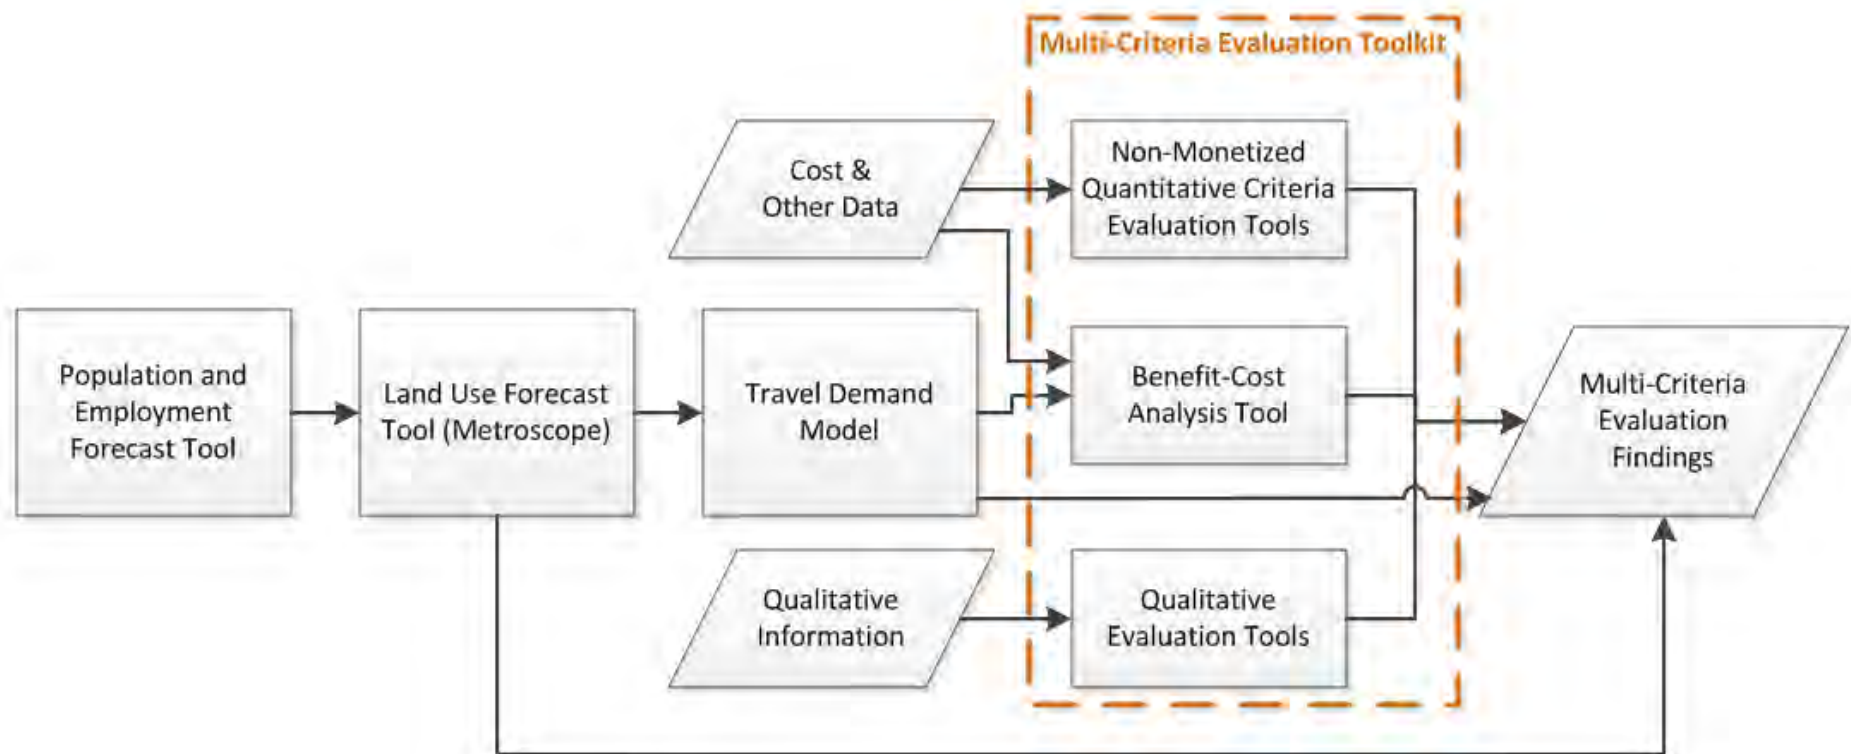 Multi-Criteria Evaluation Toolkit
Cost &
Other Data
Non-Monetized
Quantitative Criteria
Evaluation Tools
Population and
Employment
Forecast Tool
Land Use Forecast
Tool (Metroscope)
Travel Demand
Model
Benefit-Cost
Analysis Tool
Multi-Criteria
Evaluation
Findings
Qualitative
Information
Qualitative
Evaluation Tools